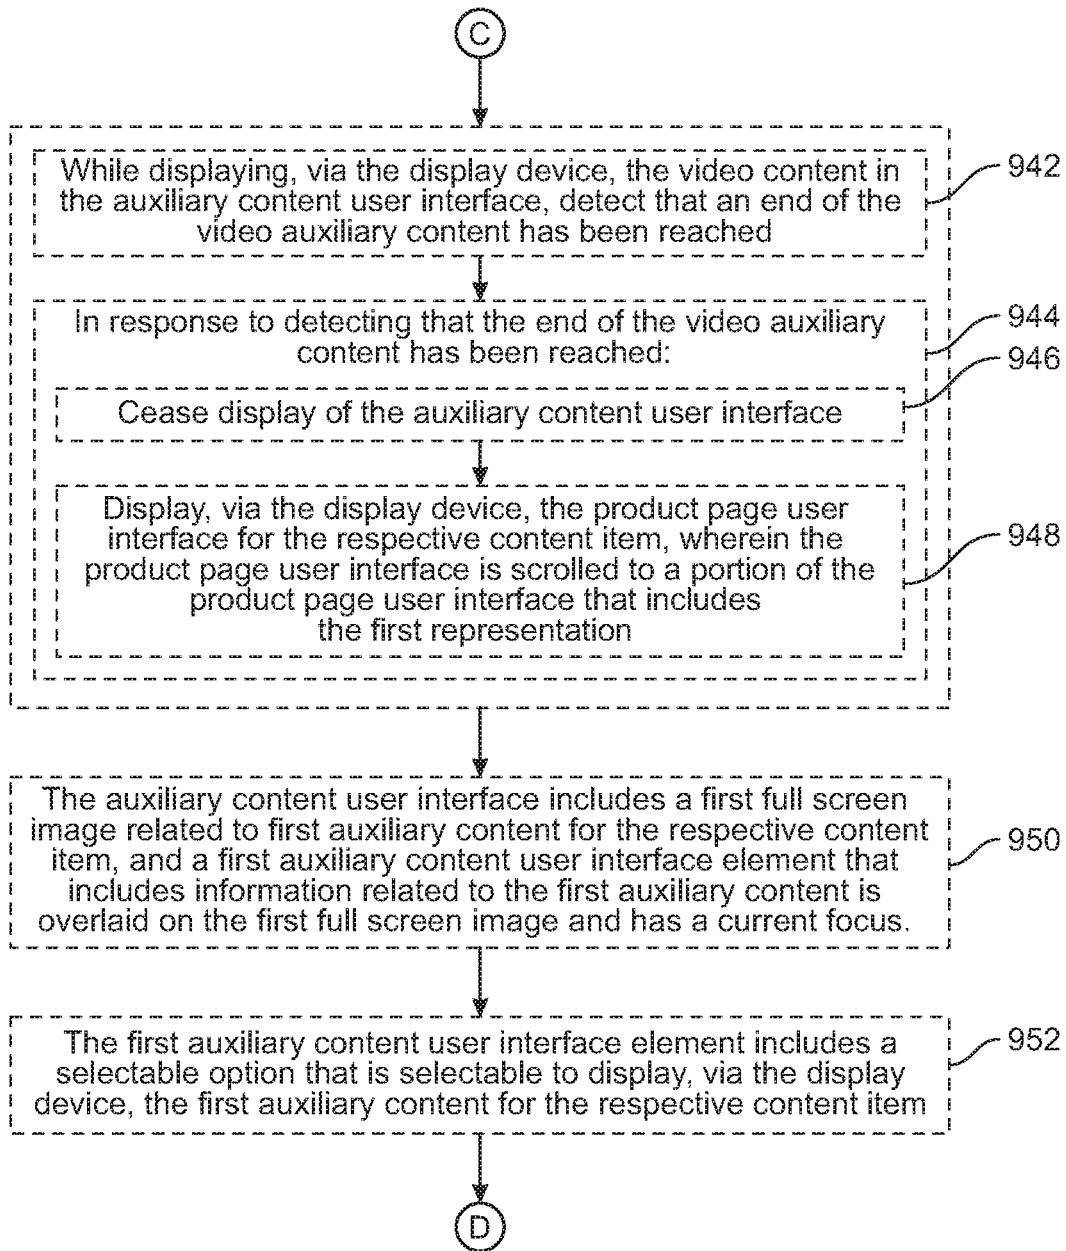 C
While displaying, via the display device, the video content in
the auxiliary content user interface, detect that an end of the
video auxiliary content has been reached
942
In response to detecting that the end of the video auxiliary
content has been reached:
944
946
Cease display of the auxiliary content user interface
Display, via the display device, the product page user
interface for the respective content item, wherein the
product page user interface is scrolled to a portion of the
product page user interface that includes
the first representation
948
The auxiliary content user interface includes a first full screen
image related to first auxiliary content for the respective content
item, and a first auxiliary content user interface element that
includes information related to the first auxiliary content is
overlaid on the first full screen image and has a current focus.
950
The first auxiliary content user interface element includes a
selectable option that is selectable to display, via the display
device, the first auxiliary content for the respective content item
952
D